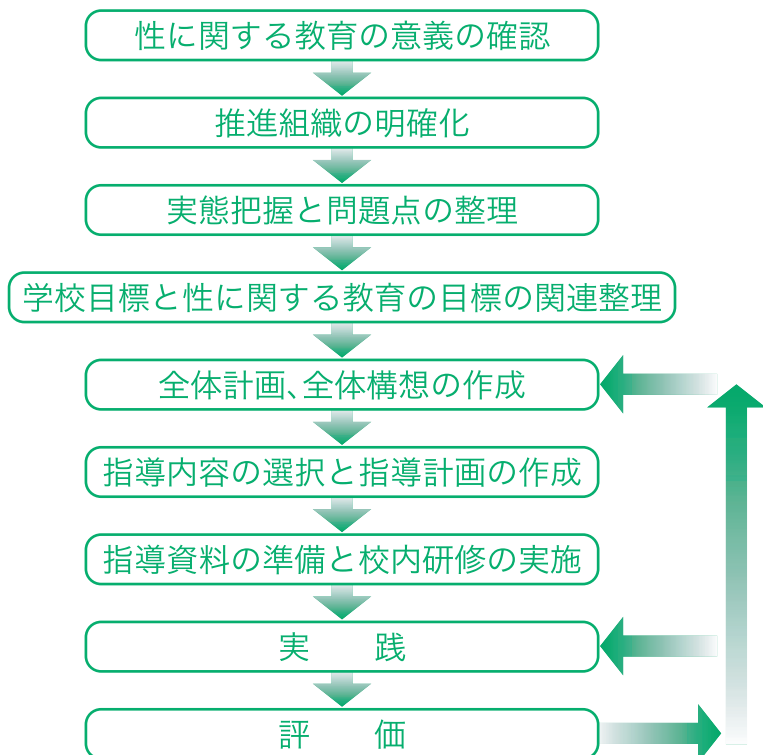 性に関する教育の意義の確認
推進組織の明確化
実態把握と問題点の整理
学校目標と性に関する教育の目標の関連整理
全体計画、全体構想の作成
指導内容の選択と指導計画の作成
指導資料の準備と校内研修の実施
実　　践
評　　価